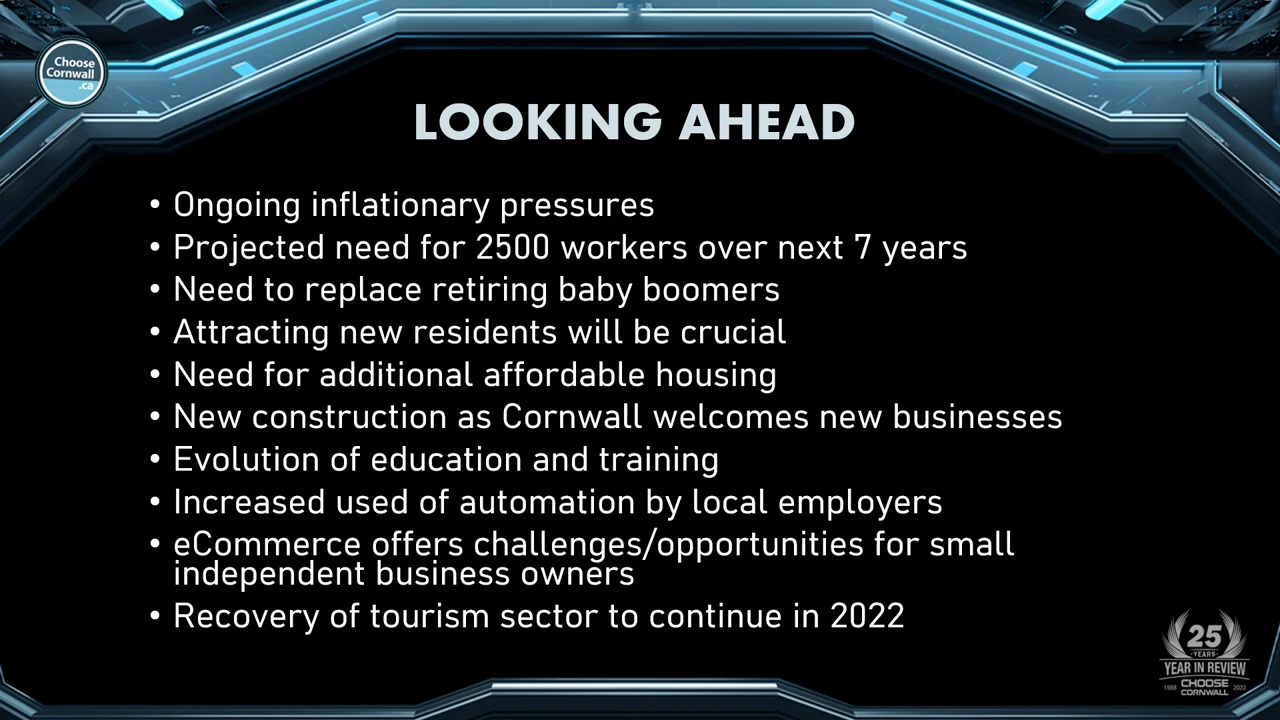 Choose
Cornwall
.ca
LOOKING AHEAD
• Ongoing inflationary pressures
• Projected need for 2500 workers over next 7 years
• Need to replace retiring baby boomers
• Attracting new residents will be crucial
• Need for additional affordable housing
• New construction as Cornwall welcomes new businesses
• Evolution of education and training
• Increased used of automation by local employers
• eCommerce offers challenges/opportunities for small
independent business owners
• Recovery of tourism sector to continue in 2022
25
YEARS
YEAR IN REVIEW
1988 CHOOSE 2022
CORNWALL